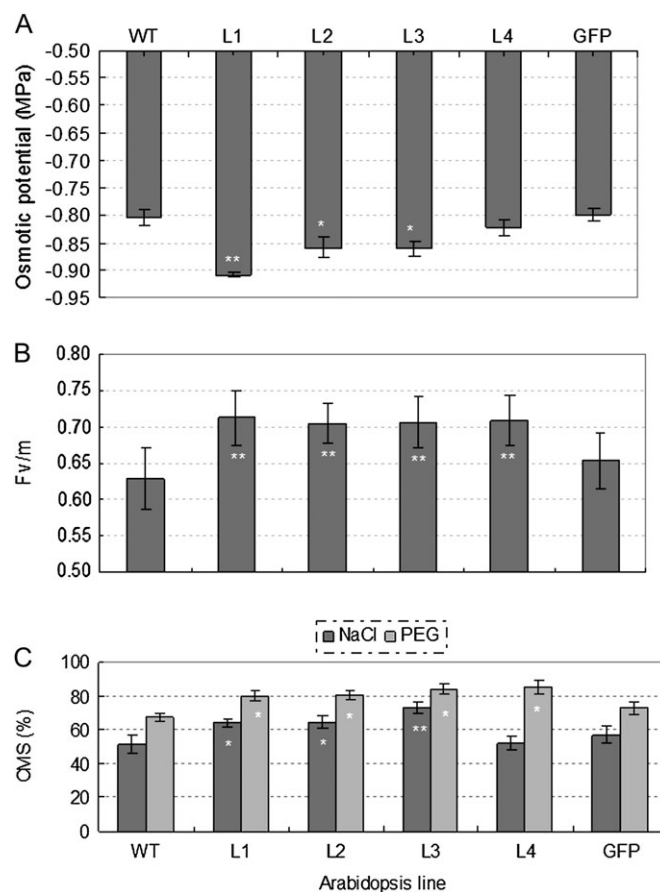 A
WT L1 L2 L3 L4 GFP
-0.50
-0.55
-0.60
-0.65
-0.70
-0.75
-0.80
-0.85
-0.90
-0.95
Osmotic potential (MPa)
** * *
B
0.80
0.75
0.70
0.65
0.60
0.55
0.50
Fv/m
** ** ** **
NaCl PEG
C
100
80
60
40
20
0
CMS (%)
* * * * ** * *
WT L1 L2 L3 L4 GFP
Arabidopsis line